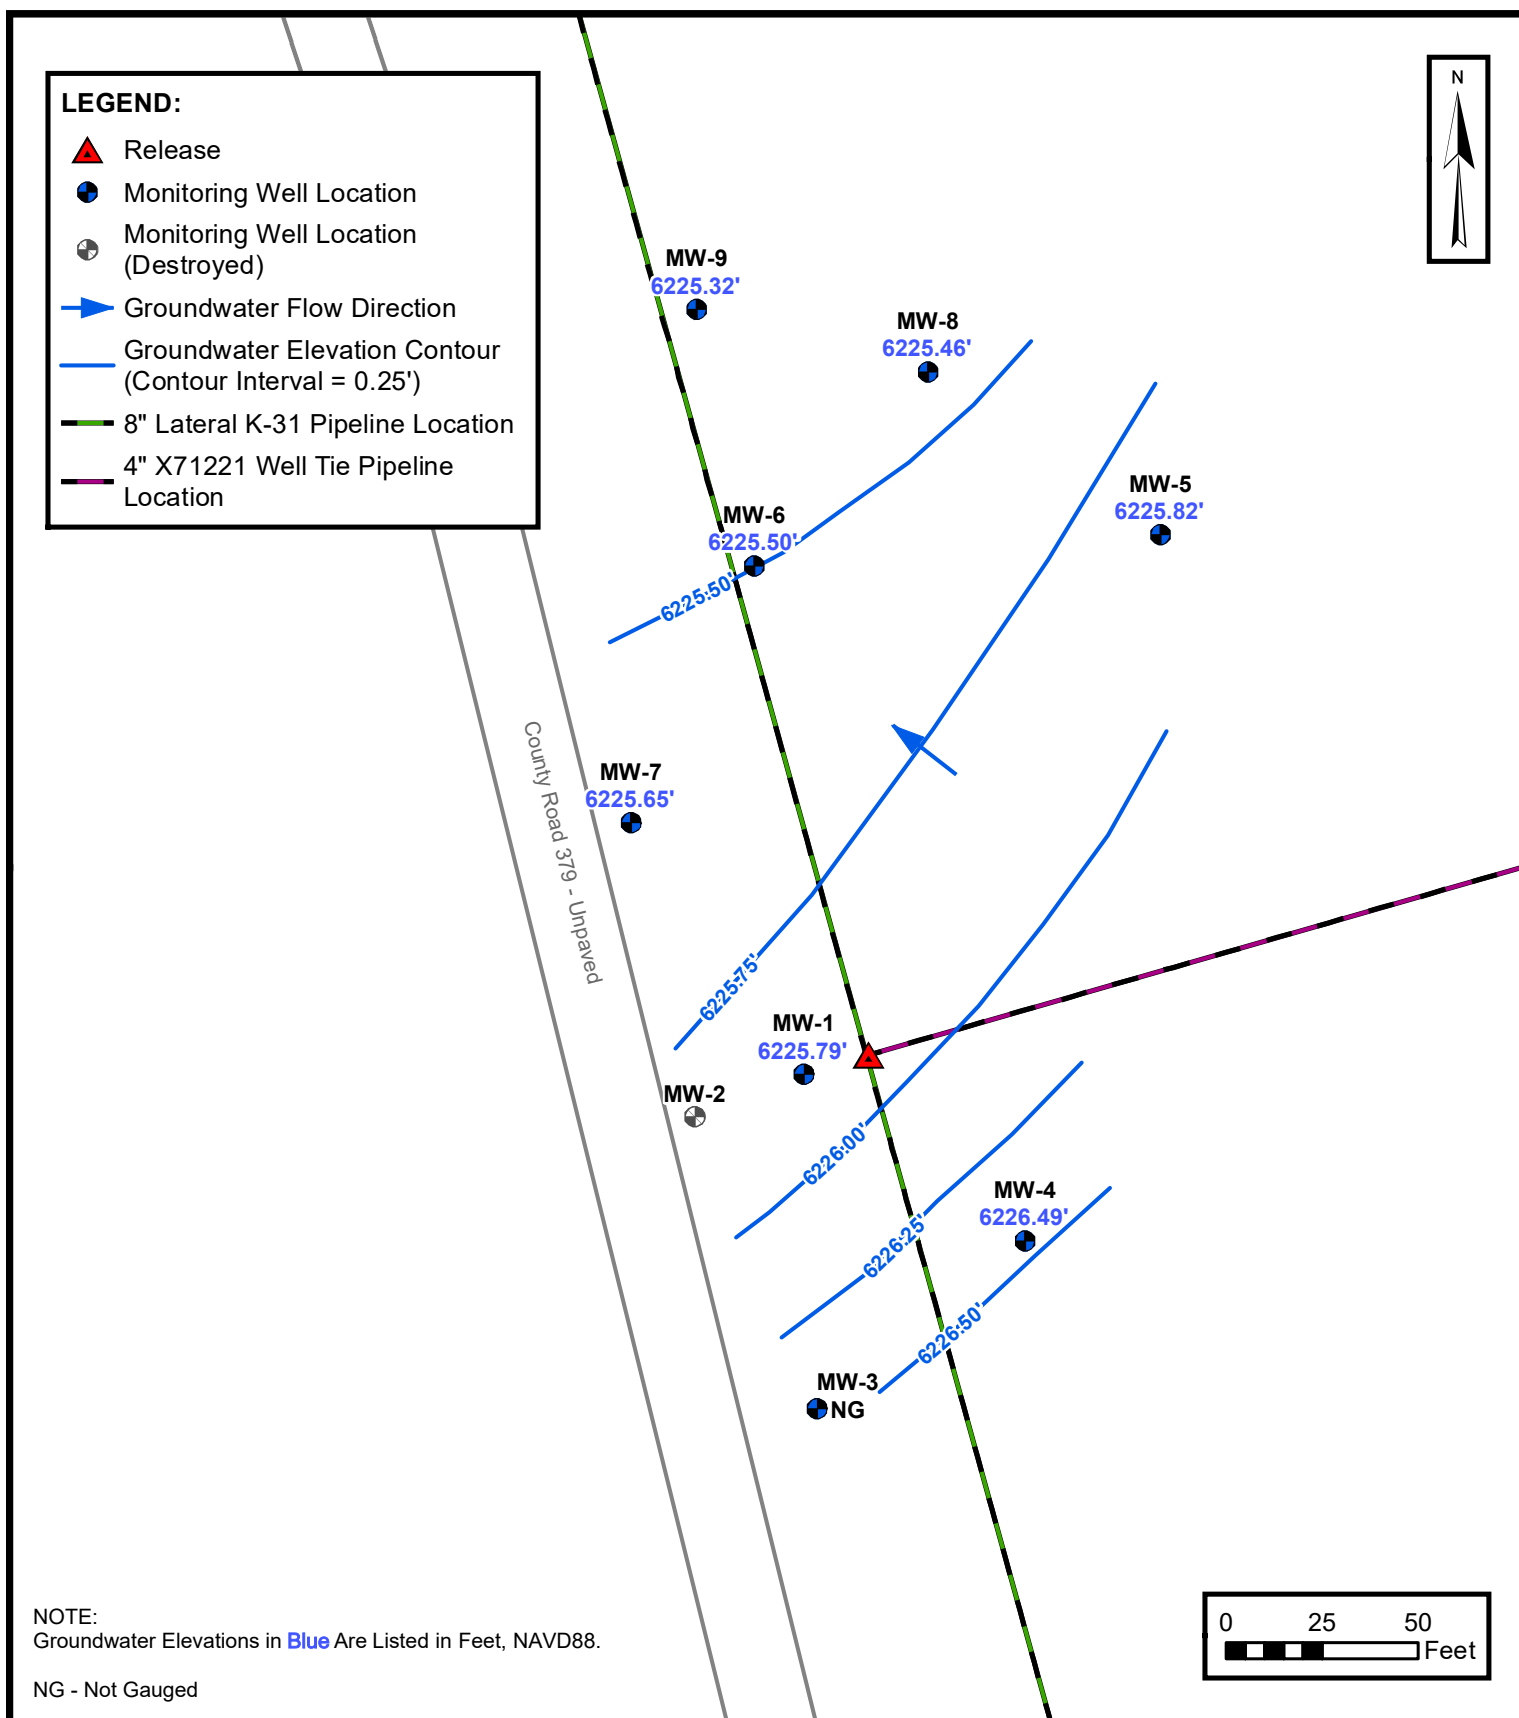 N
LEGEND:
Release
Monitoring Well Location
Monitoring Well Location
(Destroyed)
Groundwater Flow Direction
Groundwater Elevation Contour
(Contour Interval = 0.25')
8" Lateral K-31 Pipeline Location
4" X71221 Well Tie Pipeline
Location
MW-9
6225.32'
MW-8
6225.46'
MW-5
6225.82'
MW-6
6225.50'
6225.50'
MW-7
6225.65'
County Road 379 - Unpaved
6225.75'
MW-1
6225.79'
MW-2
6226.00'
MW-4
6226.49'
6226.25'
6226.50'
MW-3
NG
NOTE:
Groundwater Elevations in Blue Are Listed in Feet, NAVD88.
NG - Not Gauged
0 25 50
Feet